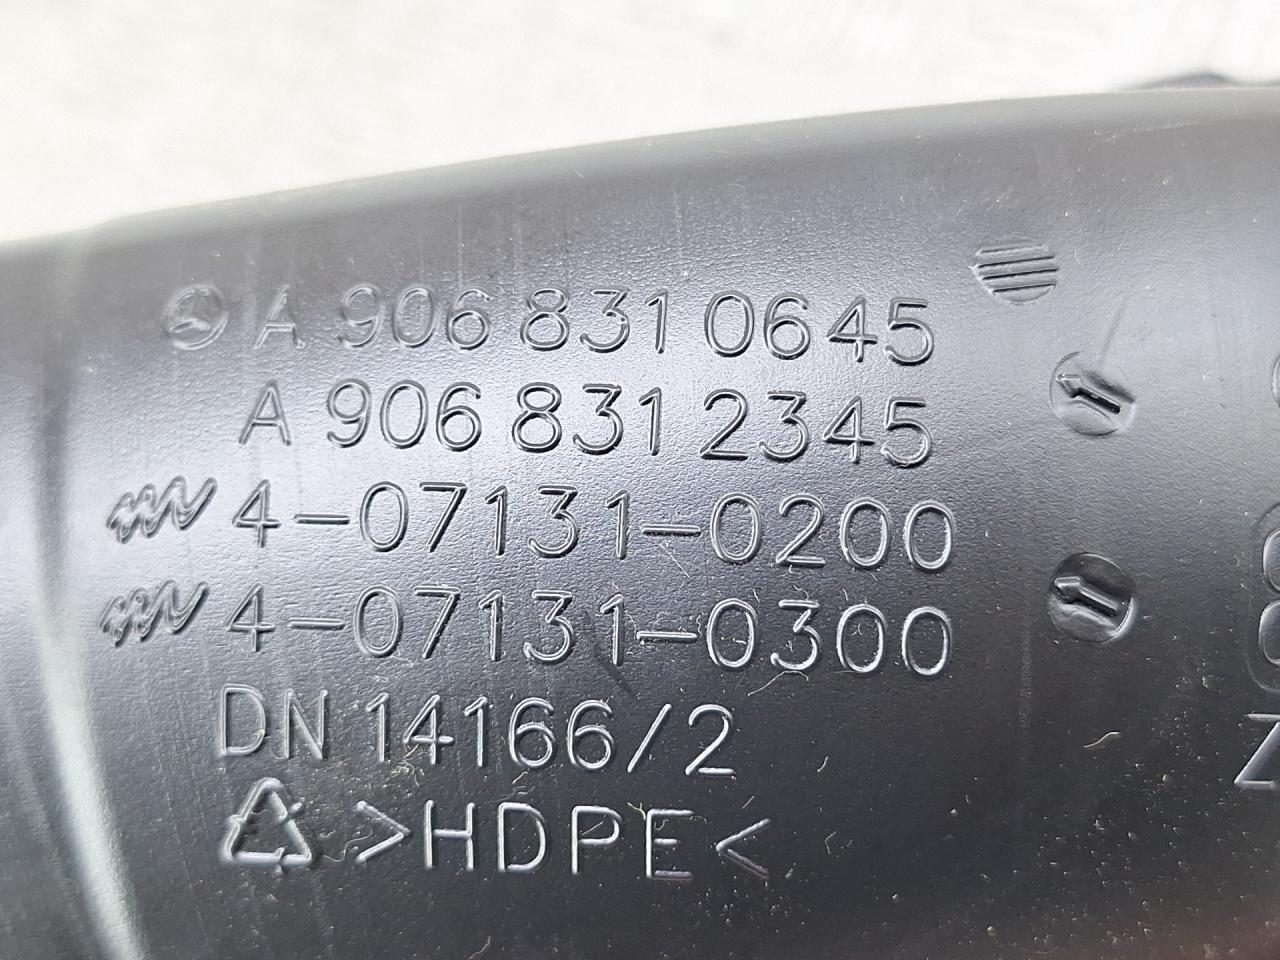 A 906 831 0645
A 906 831 2345
4-07131-0200
4-07131-0300
DN 14166/2
>HDPE<